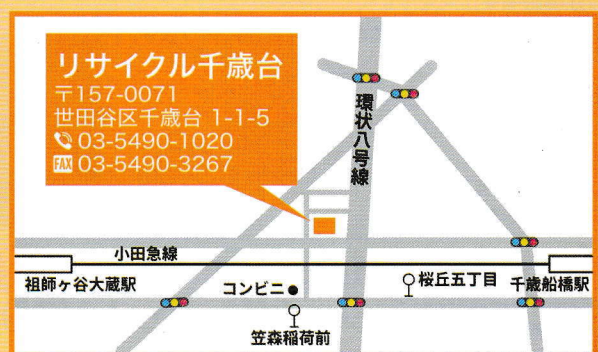 リサイクル千歳台
〒157-0071
世田谷区千歳台 1-1-5
03-5490-1020
FAX 03-5490-3267
環状八号線
小田急線
祖師ヶ谷大蔵駅
コンビニ
桜丘五丁目
千歳船橋駅
笠森稲荷前